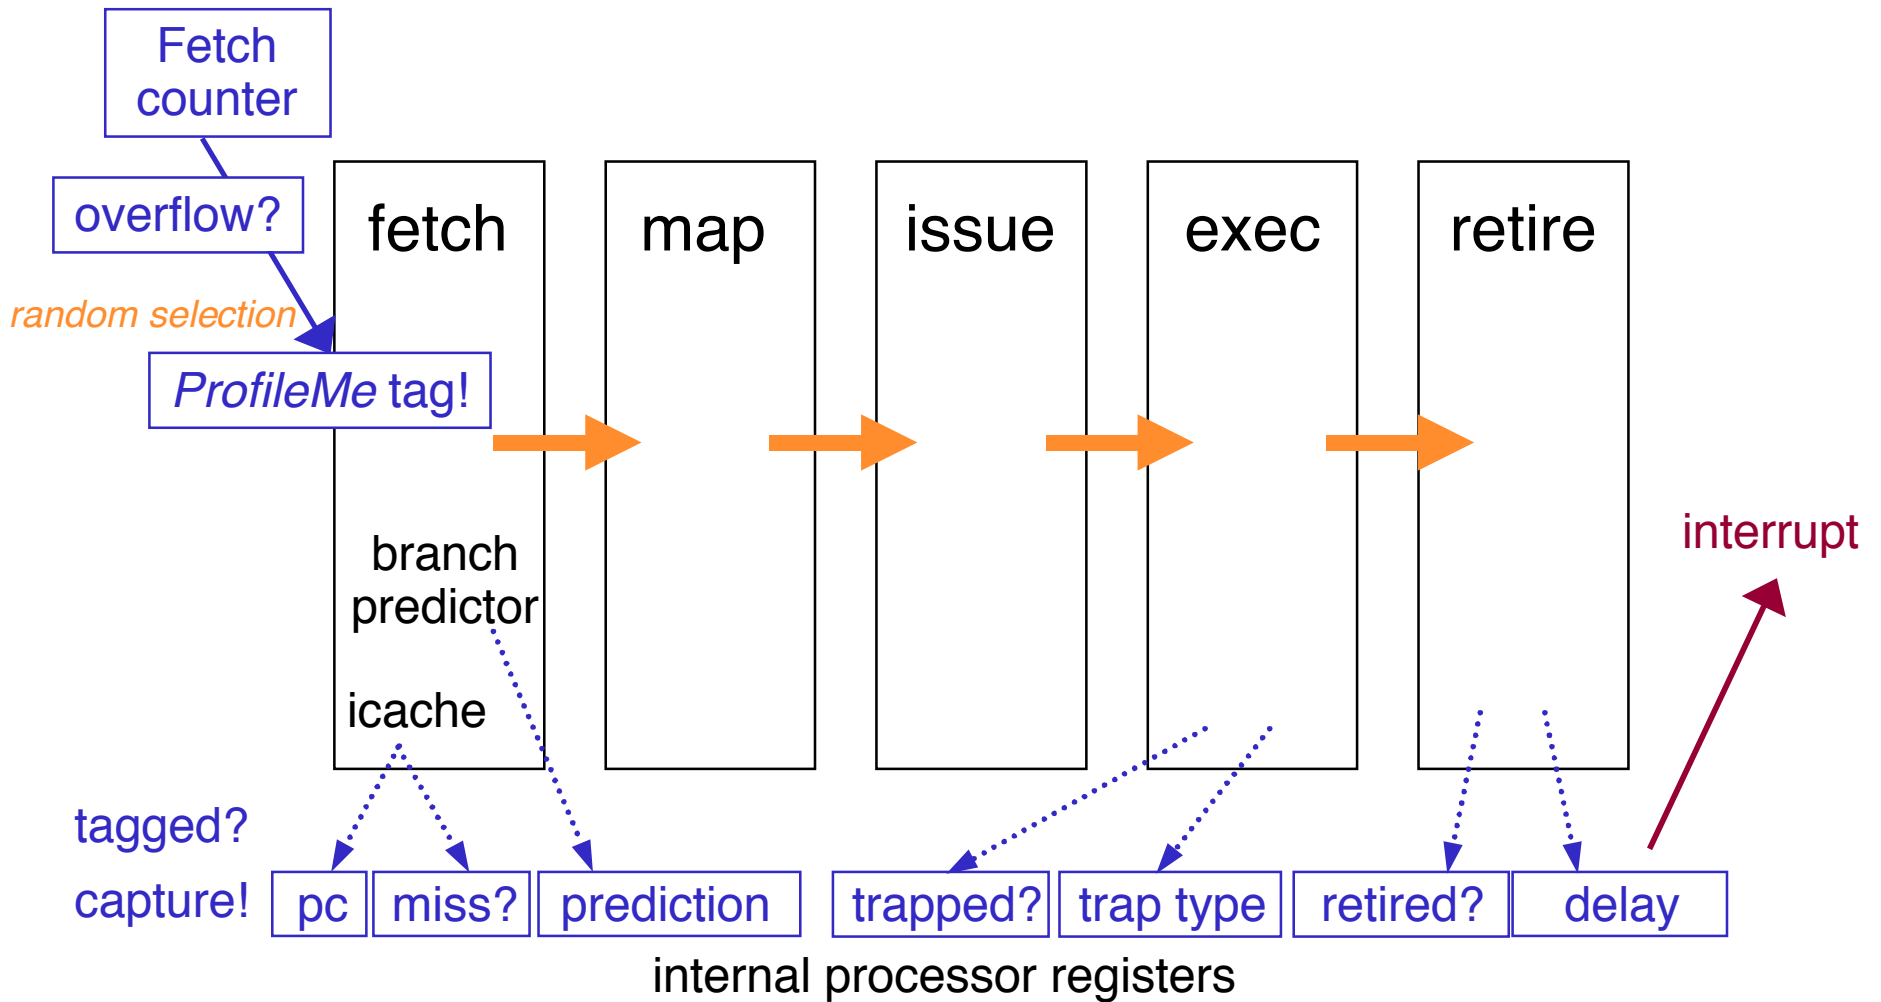 Fetch
counter
overflow?
random selection
ProfileMe tag!
fetch
map
issue
exec
retire
branch
predictor
icache
interrupt
tagged?
capture!
pc
miss?
prediction
trapped?
trap type
retired?
delay
internal processor registers